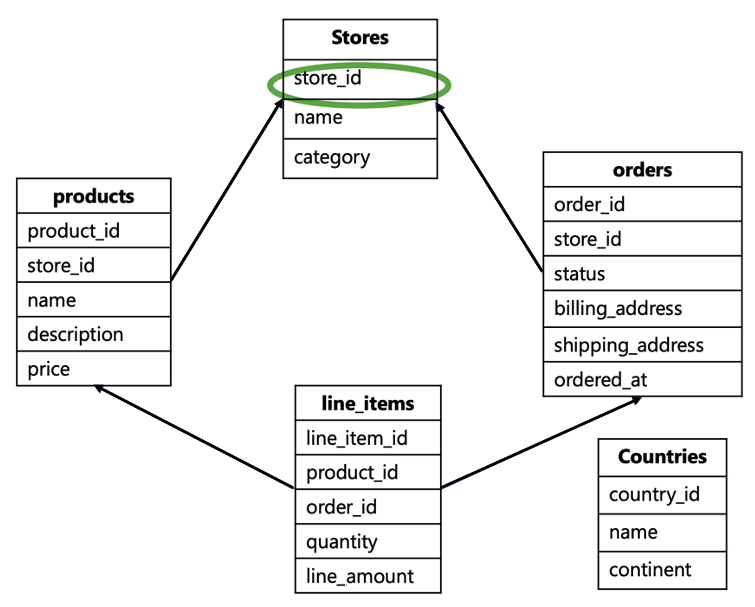 Stores
store_id
name
category
products
product_id
store_id
name
description
price
orders
order_id
store_id
status
billing_address
shipping_address
ordered_at
line_items
line_item_id
product_id
order_id
quantity
line_amount
Countries
country_id
name
continent